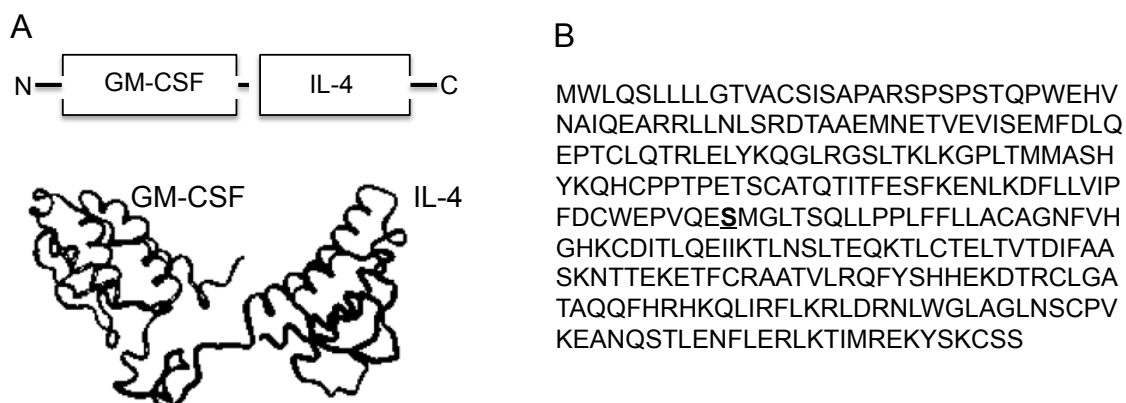 A
N
GM-CSF
IL-4
C
GM-CSF
IL-4
B
MWLQSLLLLGTVACSISAPARSPSPSTQPWEHV
NAIQEARRLLNLSRDTAAEMNETVEVISEMFDLQ
EPTCLQTRLELYKQGLRGSLTKLKGPLTMMASH
YKQHCPPTPETSCATQTITFESFKENLKDFLLVIP
FDCWEPVQESMGLTSQLLPPLFFLLACAGNFVH
GHKCDITLQEIIKTLNSLTEQKTLCTELTVTDIFAA
SKNTTEKETFCRAATVLRQFYSHHEKDTRCLGA
TAQQFHRHKQLIRFLKRLDRNLWGLAGLNSCPV
KEANQSTLENFLERLKTIMREKYSKCSS